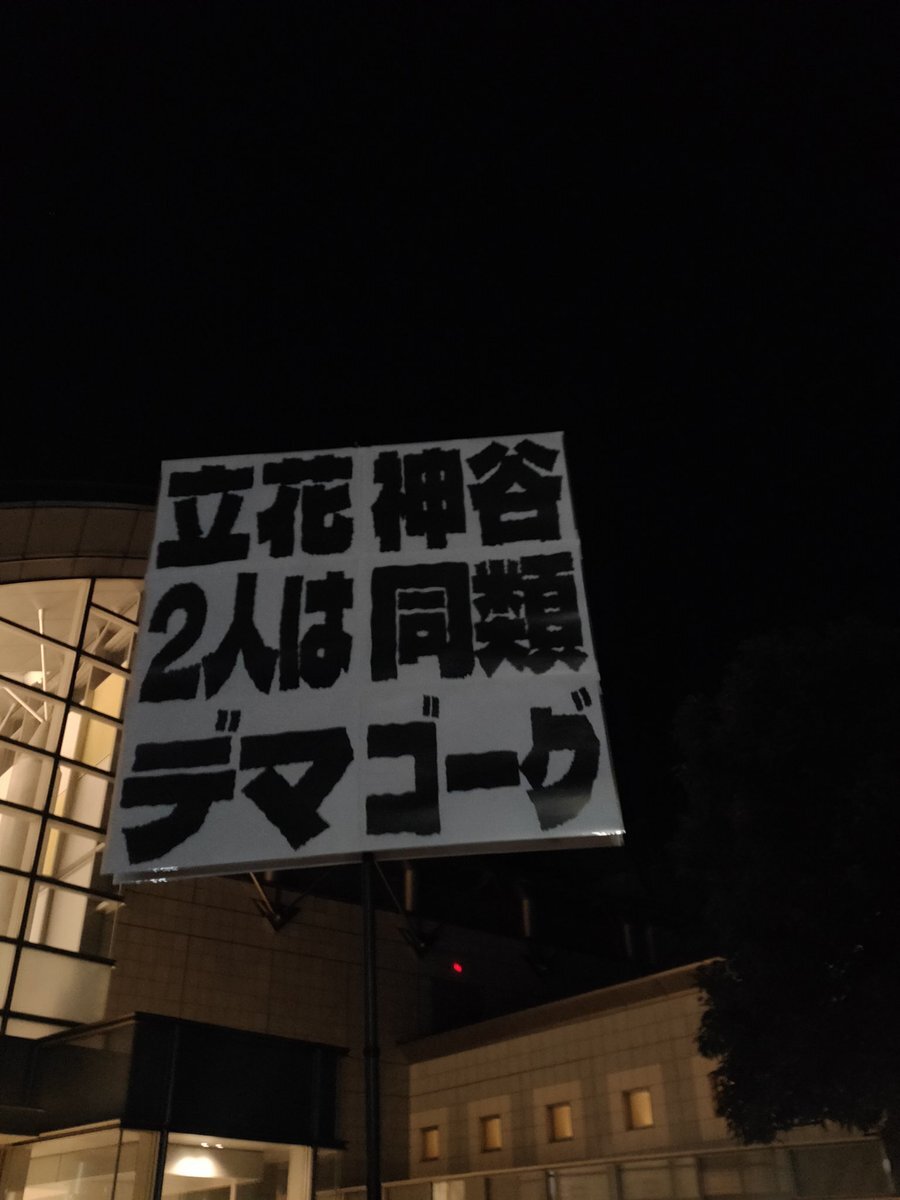 立花 神谷
2人は 同類
デマゴーグ